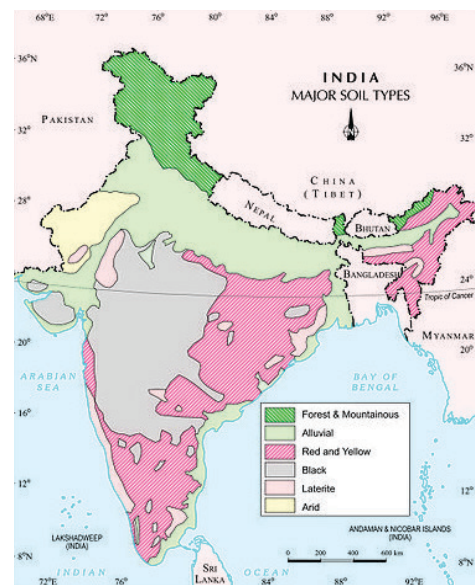 68°E 72° 76° 80° 84° 88° 92° 96°E
36°N
36°N
INDIA
MAJOR SOIL TYPES
N
PAKISTAN
32°
32°
CHINA
(TIBET)
NEPAL
28°
28°
BHUTAN
BANGLADESH
24°
Tropic of Cancer
MYANMAR
20°
20°
ARABIAN
SEA
BAY OF
BENGAL
16°
16°
Forest & Mountainous
Alluvial
Red and Yellow
Black
Laterite
Arid
12°
12°
LAKSHADWEEP
(INDIA)
ANDAMAN & NICOBAR ISLANDS
(INDIA)
0 200 400 600 km
8°N
8°N
SRI
LANKA
INDIAN OCEAN
72°E 76° 80° 84° 88° 92°E